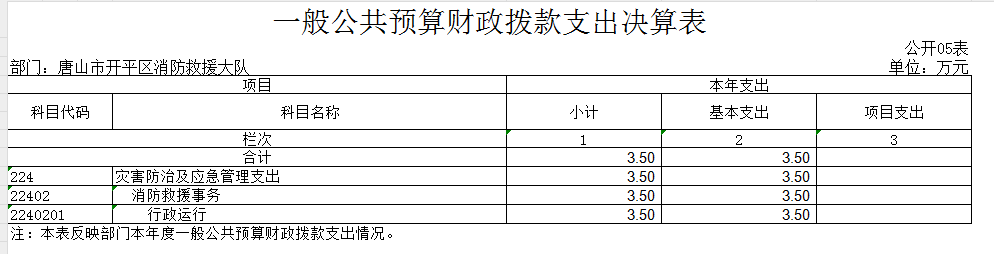 一般公共预算财政拨款支出决算表
公开05表
部门：唐山市开平区消防救援大队 单位：万元
项目 本年支出
科目代码 科目名称 小计 基本支出 项目支出
栏次 1 2 3
合计 3.50 3.50
224 灾害防治及应急管理支出 3.50 3.50
22402 消防救援事务 3.50 3.50
2240201 行政运行 3.50 3.50
注：本表反映部门本年度一般公共预算财政拨款支出情况。